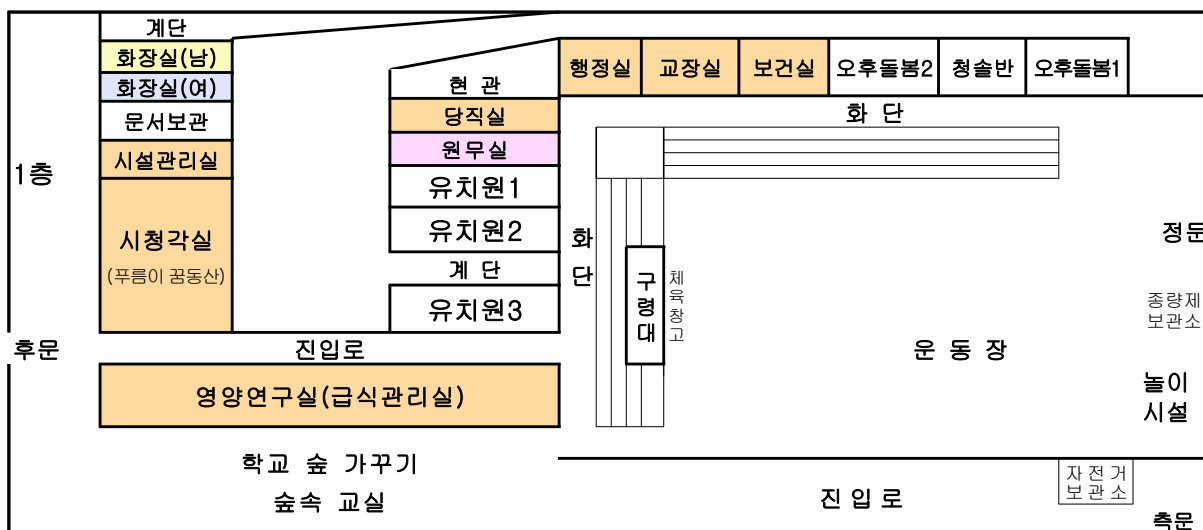 계단
화장실(남)
화장실(여)
문서보관
시설관리실
1층
시청각실
(푸름이 꿈동산)
현 관
당직실
원무실
유치원1
유치원2
계 단
유치원3
행정실
교장실
보건실
오후돌봄2
청솔반
오후돌봄1
화 단
화
단
구
령
대
체
육
창
고
정문
종량제
보관소
운 동 장
놀이
시설
후문
진입로
영양연구실(급식관리실)
학교 숲 가꾸기
숲속 교실
진 입 로
자 전 거
보 관 소
측문